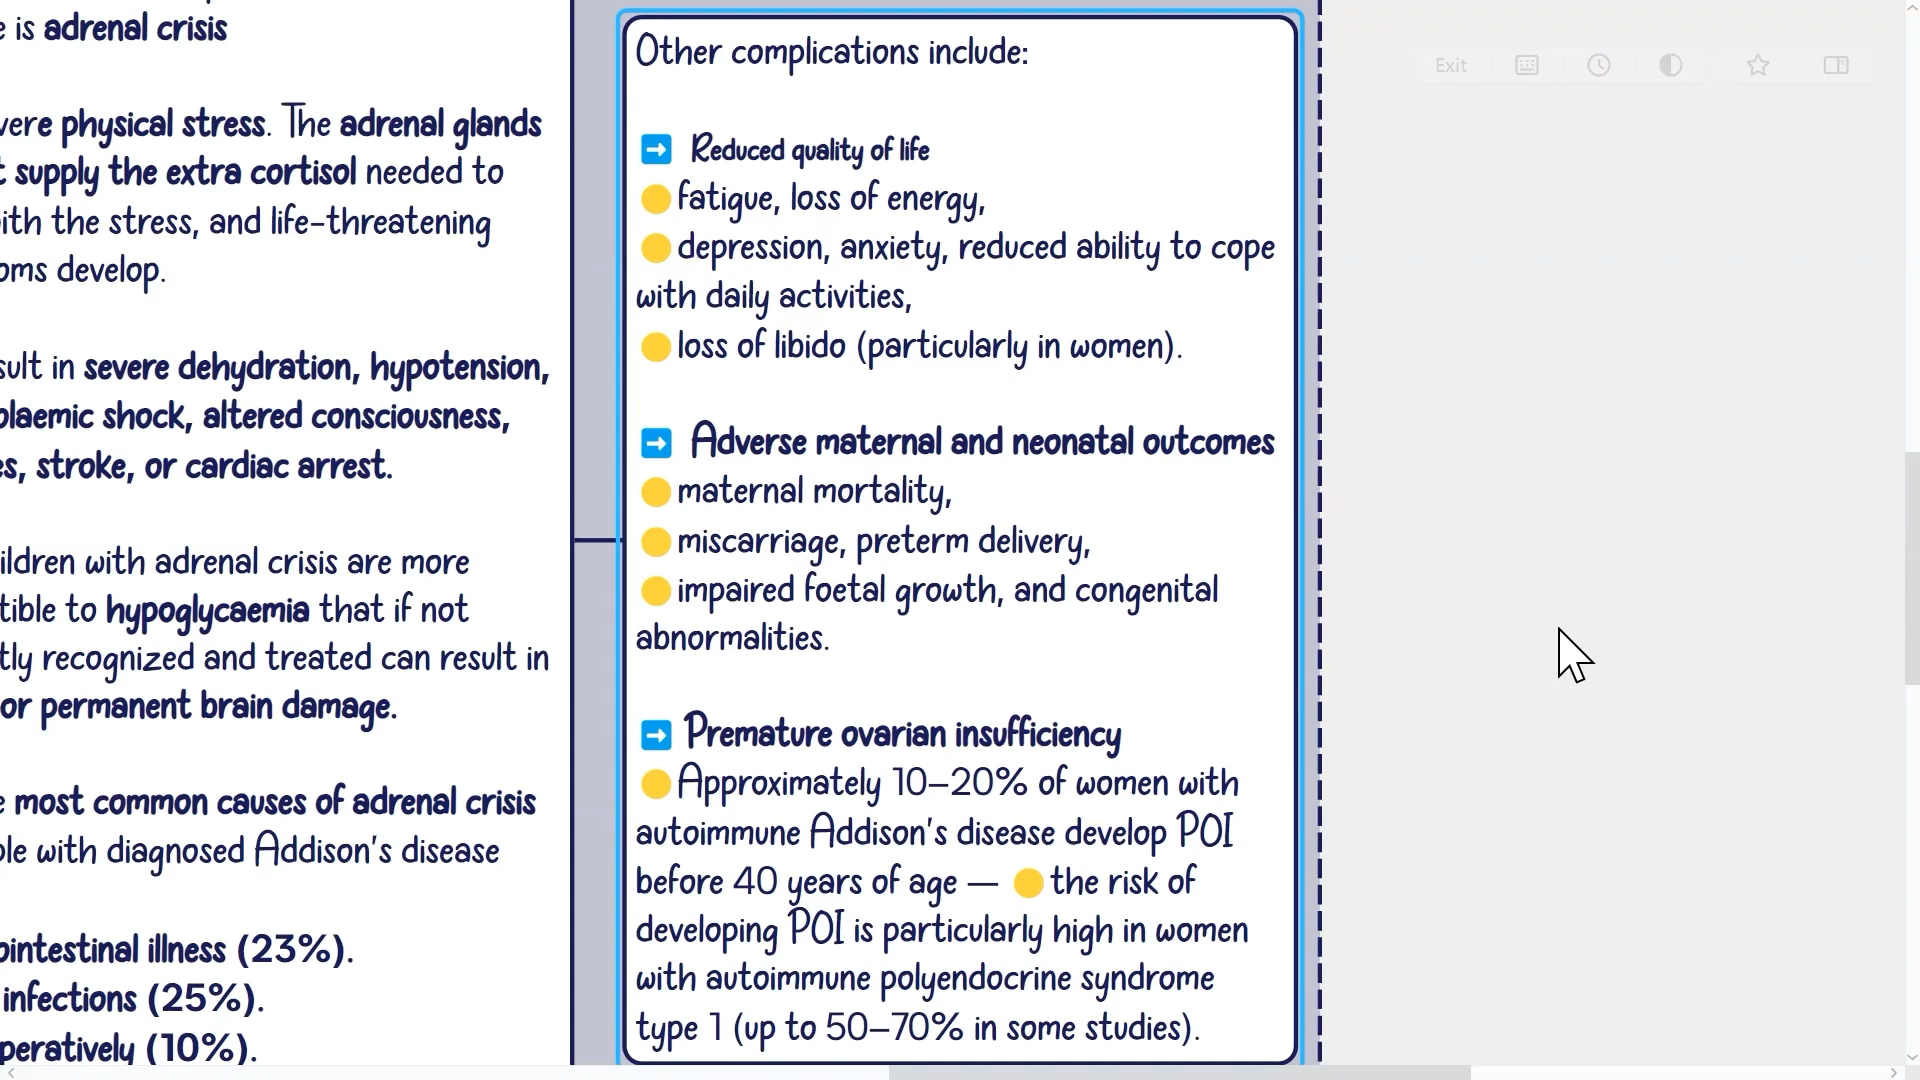 e is adrenal crisis
vere physical stress. The adrenal glands
t supply the extra cortisol needed to
ith the stress, and life-threatening
oms develop.
sult in severe dehydration, hypotension,
olaemic shock, altered consciousness,
es, stroke, or cardiac arrest.
ildren with adrenal crisis are more
tible to hypoglycaemia that if not
tly recognized and treated can result in
or permanent brain damage.
e most common causes of adrenal crisis
ple with diagnosed Addison's disease
ointestinal illness (23%).
infections (25%).
peratively (10%).
Other complications include:
Reduced quality of life
fatigue, loss of energy,
depression, anxiety, reduced ability to cope
with daily activities,
loss of libido (particularly in women).
Adverse maternal and neonatal outcomes
maternal mortality,
miscarriage, preterm delivery,
impaired foetal growth, and congenital
abnormalities.
Premature ovarian insufficiency
Approximately 10–20% of women with
autoimmune Addison's disease develop POI
before 40 years of age — the risk of
developing POI is particularly high in women
with autoimmune polyendocrine syndrome
type 1 (up to 50–70% in some studies).
Exit